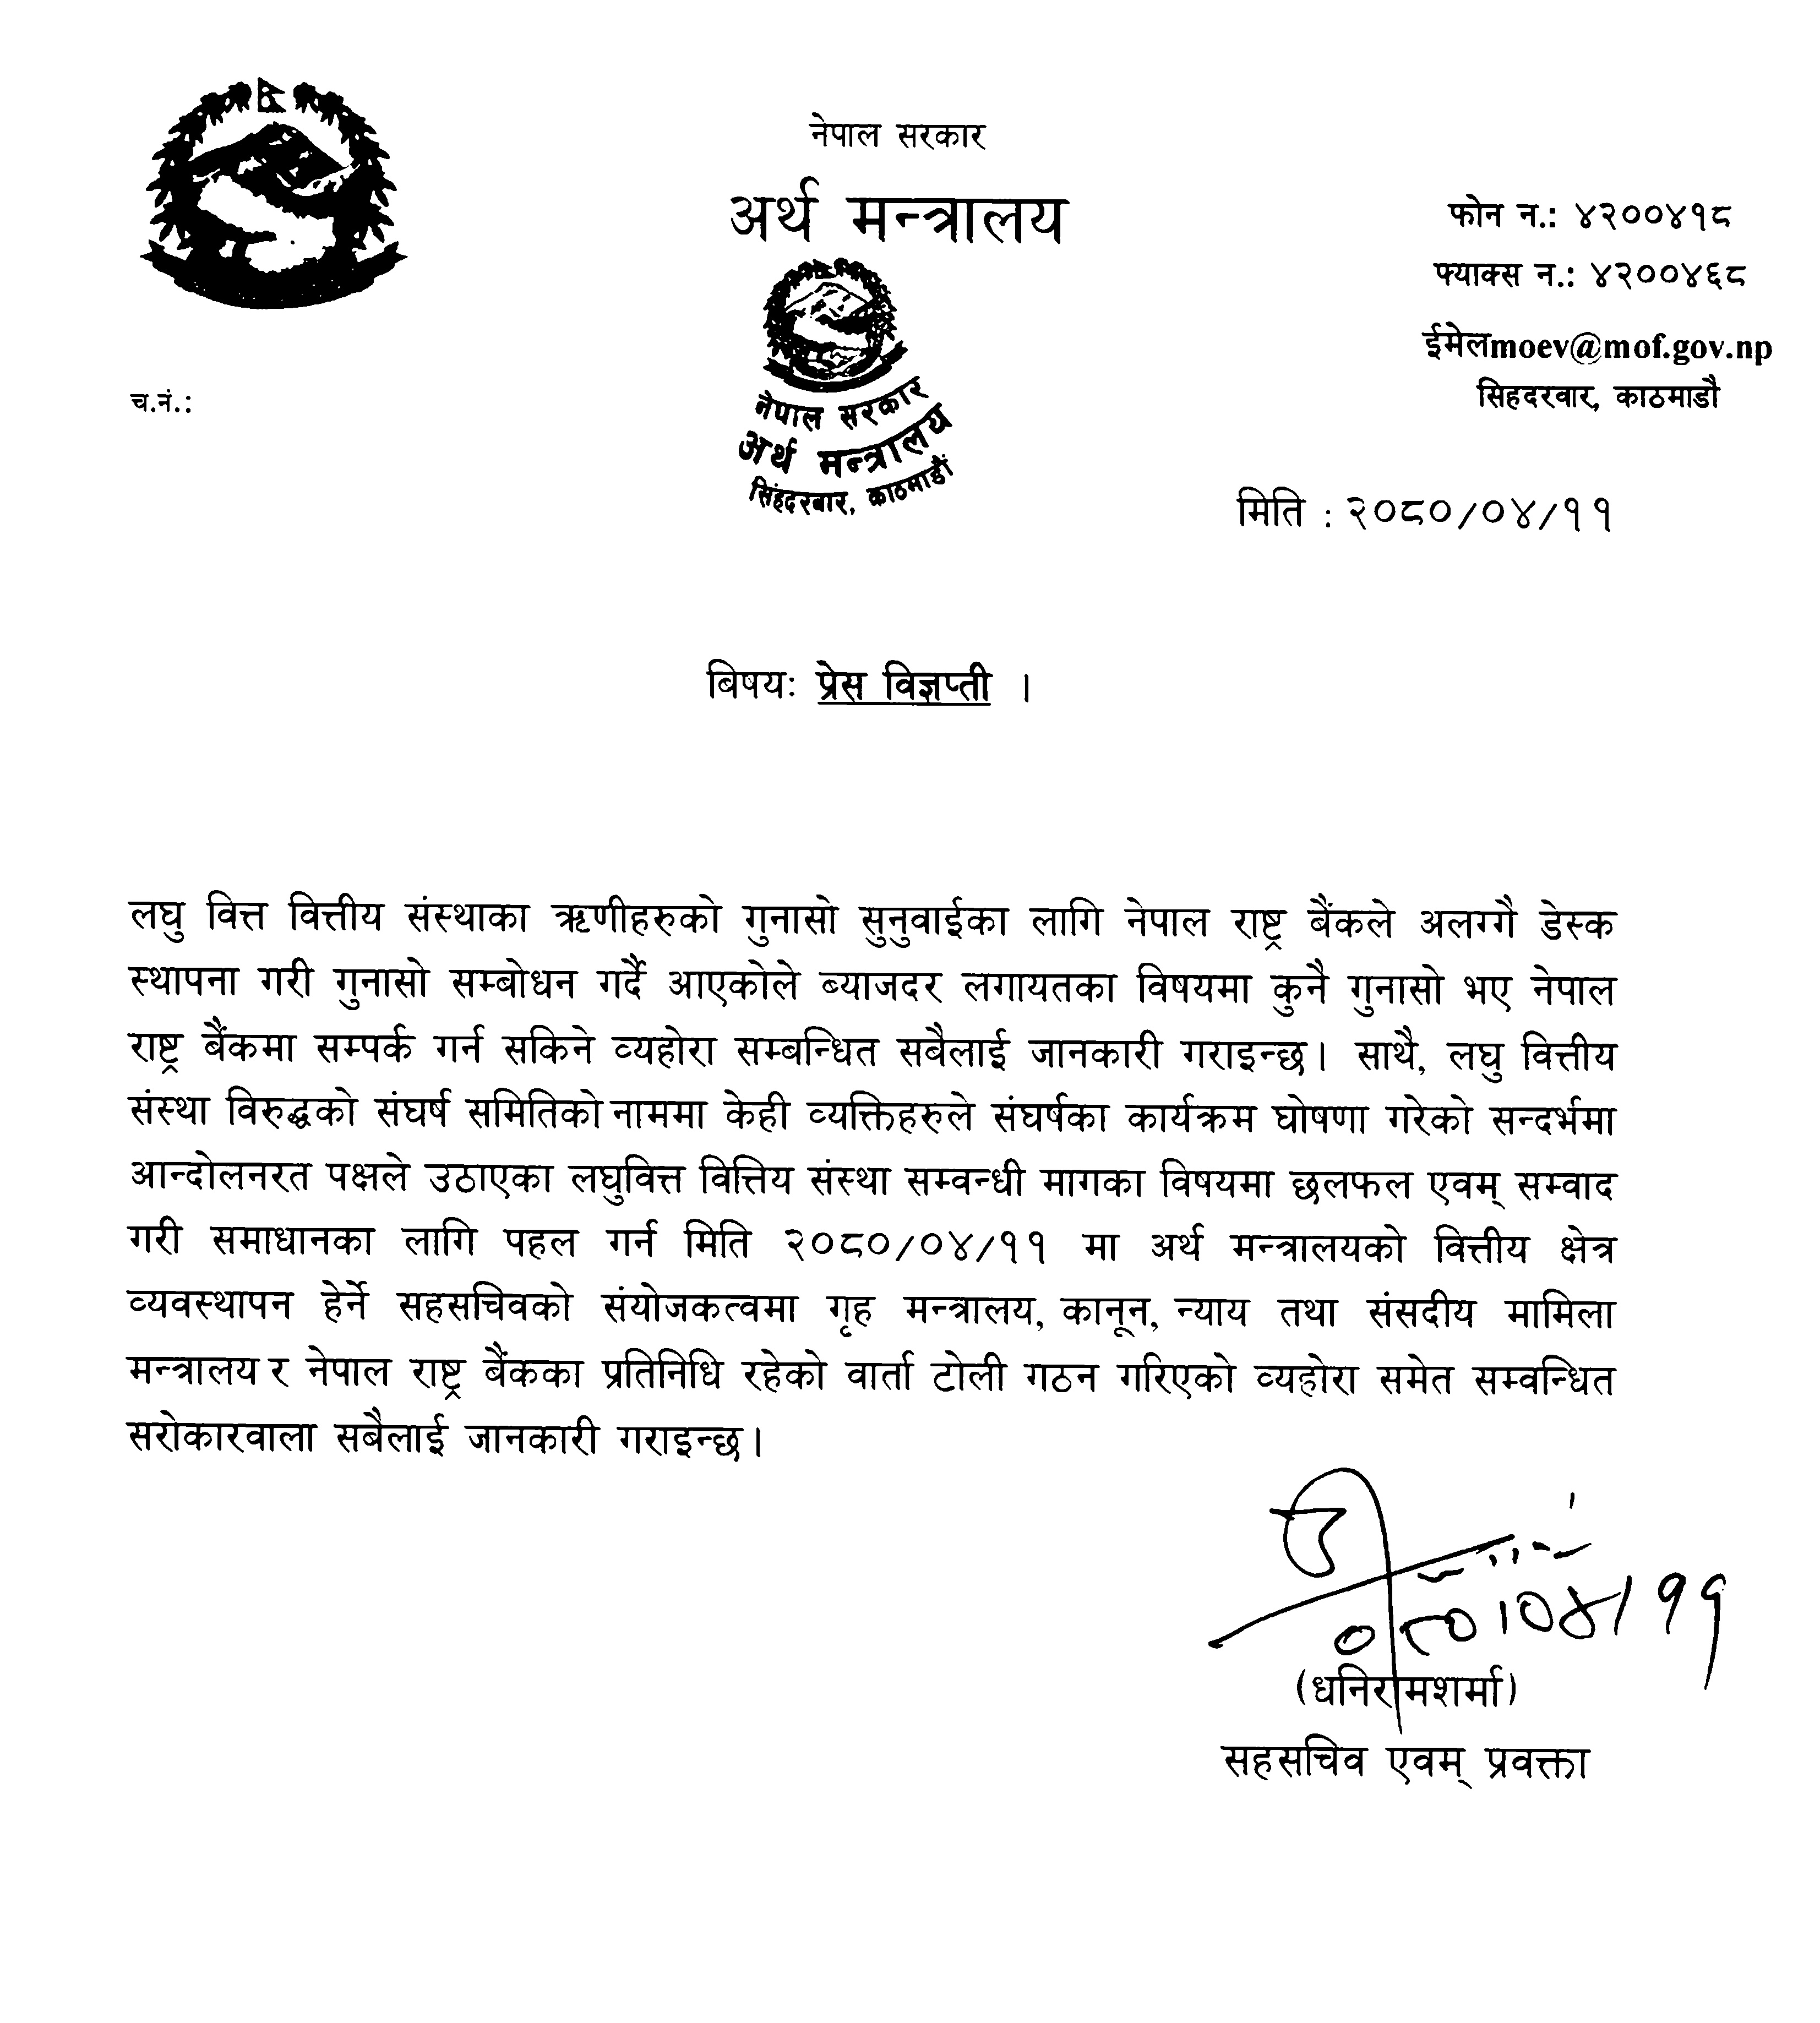 नेपाल सरकार
अर्थ मन्त्रालय
फोन न.: ४२००४१८
फ्याक्स न.: ४२००४६८
ईमेलmoev@mof.gov.np
सिहदरवार, काठमाडौ
नेपाल सरकार
अर्थ मन्त्रालय
सिंहदरबार, काठमाडौं
च.नं.:
मिति : २०८०/०४/११
बिषयः प्रेस विज्ञप्ती ।
लघु वित्त वित्तीय संस्थाका ऋणीहरुको गुनासो सुनुवाईका लागि नेपाल राष्ट्र बैंकले अलग्गै डेस्क
स्थापना गरी गुनासो सम्बोधन गर्दै आएकोले ब्याजदर लगायतका विषयमा कुनै गुनासो भए नेपाल
राष्ट्र बैंकमा सम्पर्क गर्न सकिने व्यहोरा सम्बन्धित सबैलाई जानकारी गराइन्छ। साथै, लघु वित्तीय
संस्था विरुद्धको संघर्ष समितिको नाममा केही व्यक्तिहरुले संघर्षका कार्यक्रम घोषणा गरेको सन्दर्भमा
आन्दोलनरत पक्षले उठाएका लघुवित्त वित्तिय संस्था सम्वन्धी मागका विषयमा छलफल एवम् सम्वाद
गरी समाधानका लागि पहल गर्न मिति २०८०/०४/११ मा अर्थ मन्त्रालयको वित्तीय क्षेत्र
व्यवस्थापन हेर्ने सहसचिवको संयोजकत्वमा गृह मन्त्रालय, कानून, न्याय तथा संसदीय मामिला
मन्त्रालय र नेपाल राष्ट्र बैंकका प्रतिनिधि रहेको वार्ता टोली गठन गरिएको व्यहोरा समेत सम्वन्धित
सरोकारवाला सबैलाई जानकारी गराइन्छ।
०८०।०४।११
(धनिरामशर्मा)
सहसचिव एवम् प्रवक्ता